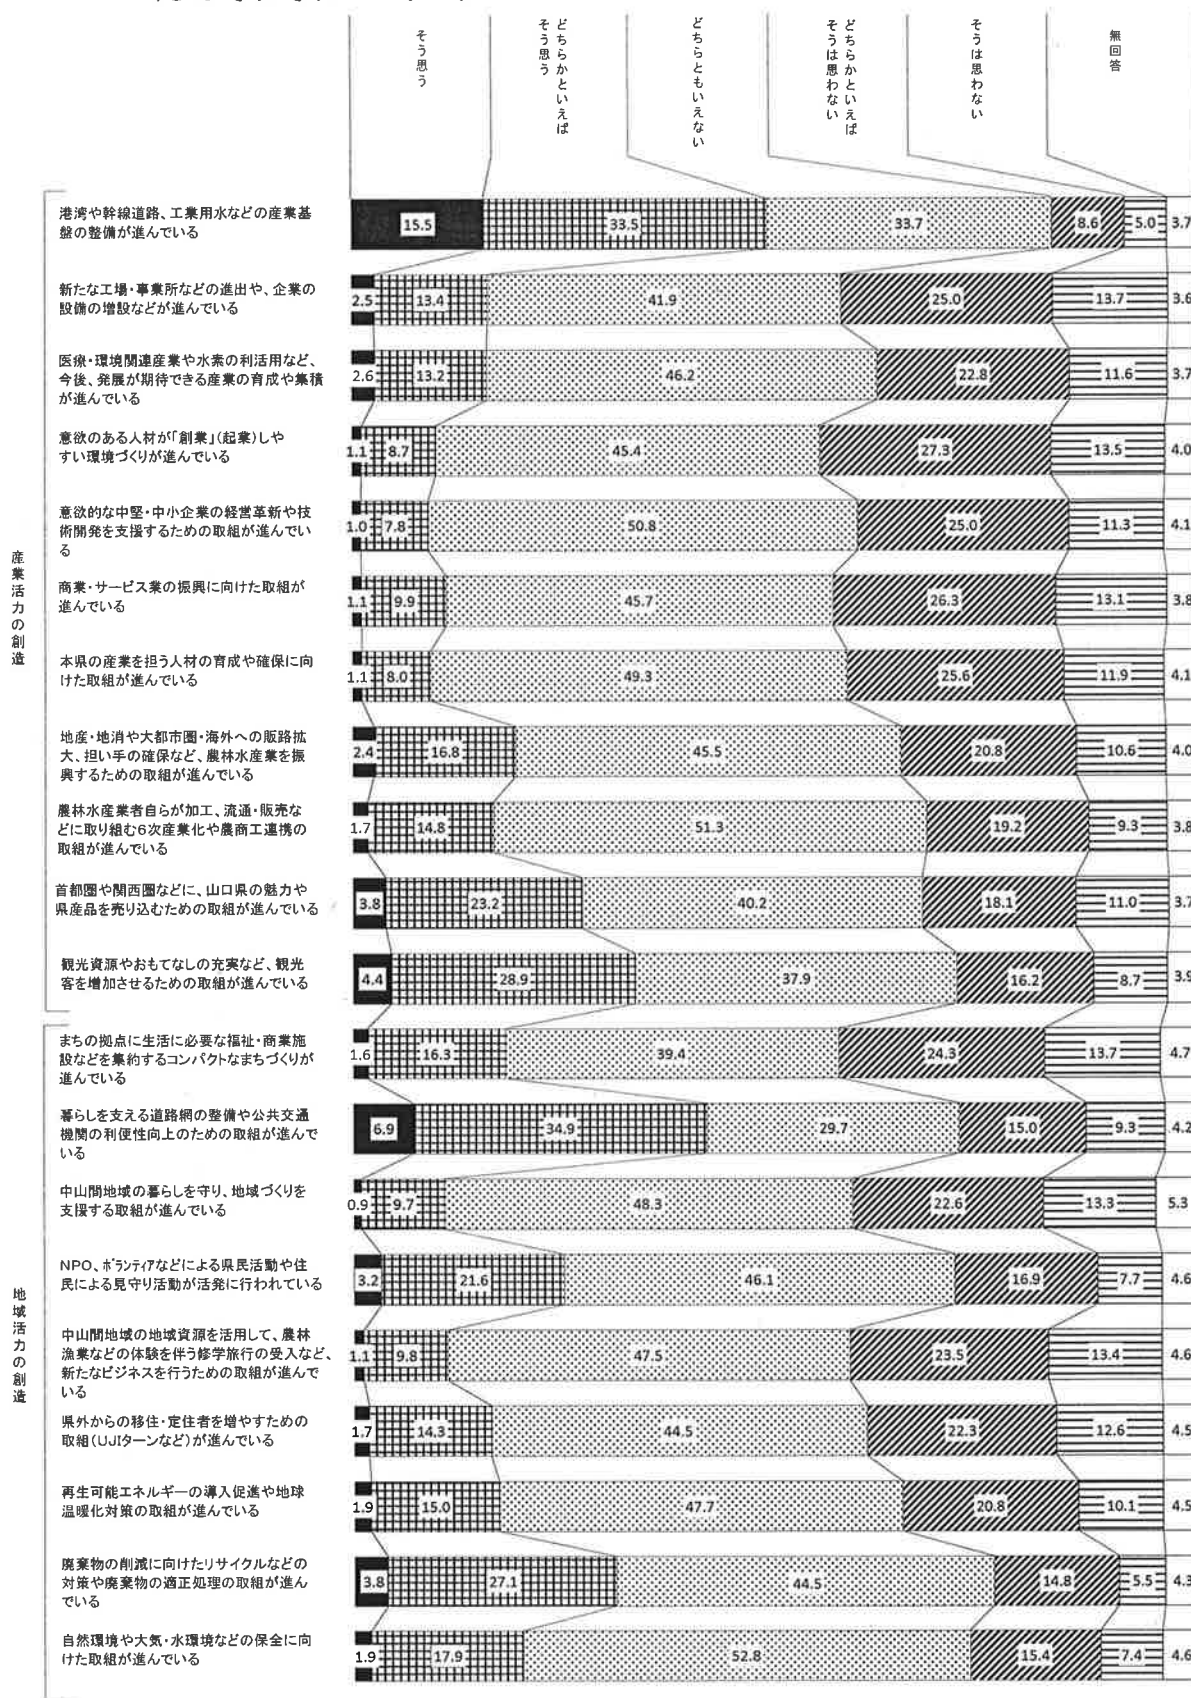 そう思う
どちらかといえば
そう思う
どちらともいえない
どちらかといえば
そうは思わない
そうは思わない
無回答
産業活力の創造
港湾や幹線道路、工業用水などの産業基
盤の整備が進んでいる
15.5 33.5 33.7 8.6 5.0 3.7
新たな工場・事業所などの進出や、企業の
設備の増設などが進んでいる
2.5 13.4 41.9 25.0 13.7 3.6
医療・環境関連産業や水素の利活用など、
今後、発展が期待できる産業の育成や集積
が進んでいる
2.6 13.2 46.2 22.8 11.6 3.7
意欲のある人材が「創業」(起業)しや
すい環境づくりが進んでいる
1.1 8.7 45.4 27.3 13.5 4.0
意欲的な中堅・中小企業の経営革新や技
術開発を支援するための取組が進んでい
る
1.0 7.8 50.8 25.0 11.3 4.1
商業・サービス業の振興に向けた取組が
進んでいる
1.1 9.9 45.7 26.3 13.1 3.8
本県の産業を担う人材の育成や確保に向
けた取組が進んでいる
1.1 8.0 49.3 25.6 11.9 4.1
地産・地消や大都市圏・海外への販路拡
大、担い手の確保など、農林水産業を振
興するための取組が進んでいる
2.4 16.8 45.5 20.8 10.6 4.0
農林水産業者自らが加工、流通・販売な
どに取り組む6次産業化や農商工連携の
取組が進んでいる
1.7 14.8 51.3 19.2 9.3 3.8
首都圏や関西圏などに、山口県の魅力や
県産品を売り込むための取組が進んでいる
3.8 23.2 40.2 18.1 11.0 3.7
観光資源やおもてなしの充実など、観光
客を増加させるための取組が進んでいる
4.4 28.9 37.9 16.2 8.7 3.9
地域活力の創造
まちの拠点に生活に必要な福祉・商業施
設などを集約するコンパクトなまちづくりが
進んでいる
1.6 16.3 39.4 24.3 13.7 4.7
暮らしを支える道路網の整備や公共交通
機関の利便性向上のための取組が進んで
いる
6.9 34.9 29.7 15.0 9.3 4.2
中山間地域の暮らしを守り、地域づくりを
支援する取組が進んでいる
0.9 9.7 48.3 22.6 13.3 5.3
NPO、ボランティアなどによる県民活動や住
民による見守り活動が活発に行われている
3.2 21.6 46.1 16.9 7.7 4.6
中山間地域の地域資源を活用して、農林
漁業などの体験を伴う修学旅行の受入など、
新たなビジネスを行うための取組が進んで
いる
1.1 9.8 47.5 23.5 13.4 4.6
県外からの移住・定住者を増やすための
取組(UJIターンなど)が進んでいる
1.7 14.3 44.5 22.3 12.6 4.5
再生可能エネルギーの導入促進や地球
温暖化対策の取組が進んでいる
1.9 15.0 47.7 20.8 10.1 4.5
廃棄物の削減に向けたリサイクルなどの
対策や廃棄物の適正処理の取組が進ん
でいる
3.8 27.1 44.5 14.8 5.5 4.3
自然環境や大気・水環境などの保全に向
けた取組が進んでいる
1.9 17.9 52.8 15.4 7.4 4.6